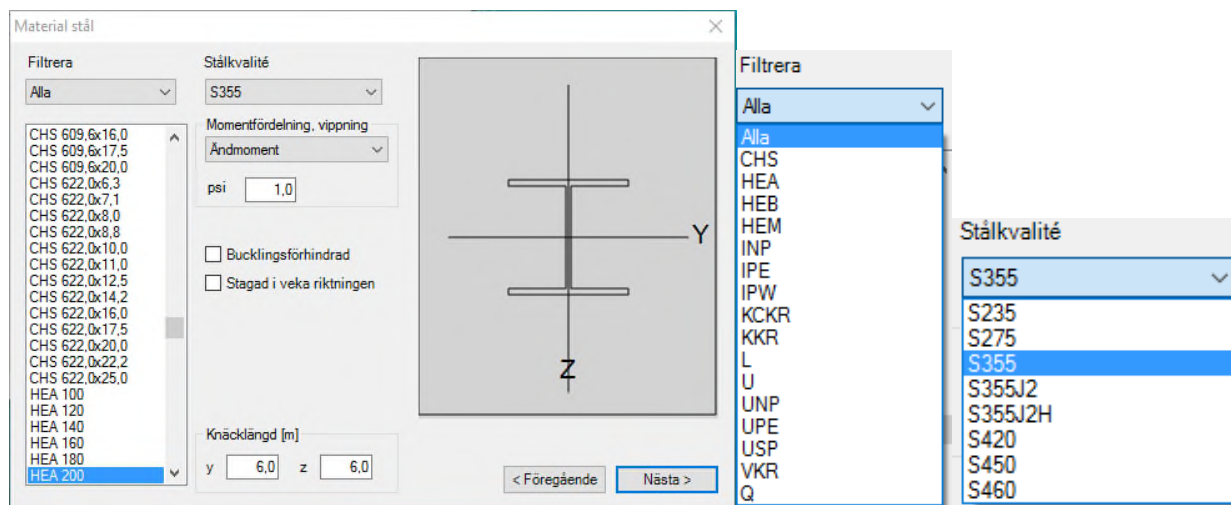 Material stål
Filtrera
Alla
CHS 609,6x16,0
CHS 609,6x17,5
CHS 609,6x20,0
CHS 622,0x6,3
CHS 622,0x7,1
CHS 622,0x8,0
CHS 622,0x8,8
CHS 622,0x10,0
CHS 622,0x11,0
CHS 622,0x12,5
CHS 622,0x14,2
CHS 622,0x16,0
CHS 622,0x17,5
CHS 622,0x20,0
CHS 622,0x22,2
CHS 622,0x25,0
HEA 100
HEA 120
HEA 140
HEA 160
HEA 180
HEA 200
Stålkvalité
S355
Momentfördelning, vippning
Ändmoment
psi 1,0
Bucklingsförhindrad
Stagad i veka riktningen
Knäcklängd [m]
y 6,0 z 6,0
Y
Z
< Föregående Nästa >
Filtrera
Alla
Alla
CHS
HEA
HEB
HEM
INP
IPE
IPW
KCKR
KKR
L
U
UNP
UPE
USP
VKR
Q
Stålkvalité
S355
S235
S275
S355
S355J2
S355J2H
S420
S450
S460